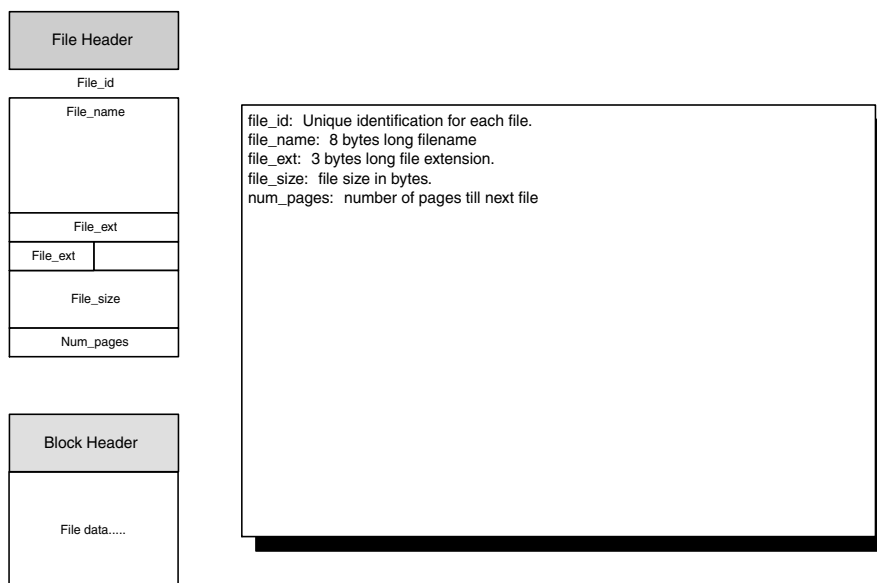 File Header
File_id
File_name
File_ext
File_ext
File_size
Num_pages
Block Header
File data.....
file_id: Unique identification for each file.
file_name: 8 bytes long filename
file_ext: 3 bytes long file extension.
file_size: file size in bytes.
num_pages: number of pages till next file